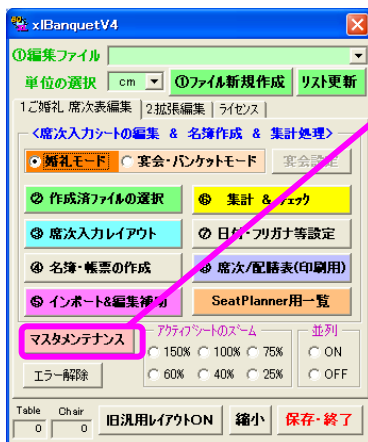 xlBanquetV4
①編集ファイル
単位の選択 cm ①ファイル新規作成 リスト更新
1ご婚礼 席次表編集 2拡張編集 ライセンス
<席次入力シートの編集 & 名簿作成 & 集計処理>
婚礼モード 宴会・バンケットモード 宴会設定
② 作成済ファイルの選択 ⑥ 集計 & チェック
③ 席次入力レイアウト ⑦ 日付・フリガナ等設定
④ 名簿・帳票の作成 ⑧ 席次/配膳表(印刷用)
⑤ インポート&編集補助 SeatPlanner用一覧
マスタメンテナンス アクティブシートのズーム 並列
150% 100% 75% ON
エラー解除 60% 40% 25% OFF
Table Chair
0 0 旧汎用レイアウトON 縮小 保存・終了